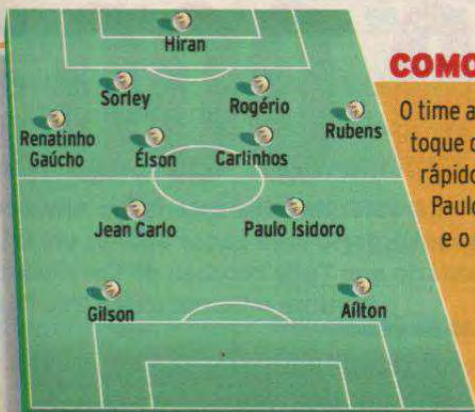 Hiran
Sorley
Rogério
Rubens
Renatinho
Gaúcho
Élson
Carlinhos
Jean Carlo
Paulo Isidoro
Gilson
Aílton
COMO
O time a
toque d
rápido
Paulo
e o